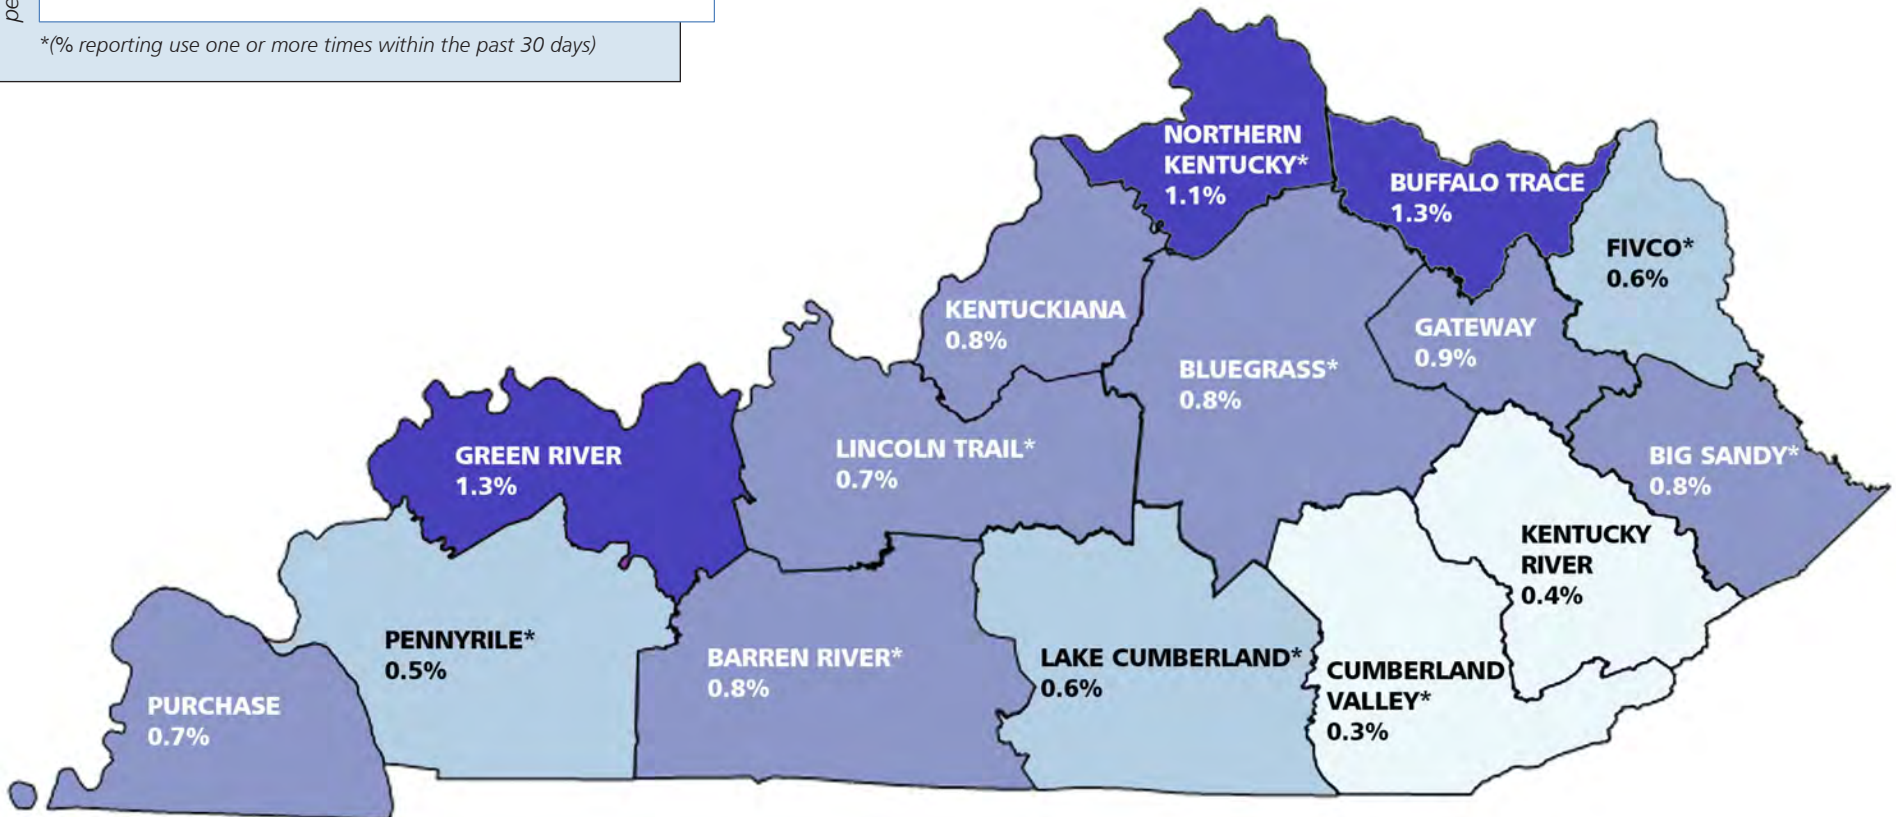 pe
*(% reporting use one or more times within the past 30 days)
NORTHERN
KENTUCKY*
1.1%
BUFFALO TRACE
1.3%
FIVCO*
0.6%
KENTUCKIANA
0.8%
GATEWAY
0.9%
BLUEGRASS*
0.8%
LINCOLN TRAIL*
0.7%
GREEN RIVER
1.3%
BIG SANDY*
0.8%
KENTUCKY
RIVER
0.4%
PENNYRILE*
0.5%
BARREN RIVER*
0.8%
LAKE CUMBERLAND*
0.6%
CUMBERLAND
VALLEY*
0.3%
PURCHASE
0.7%